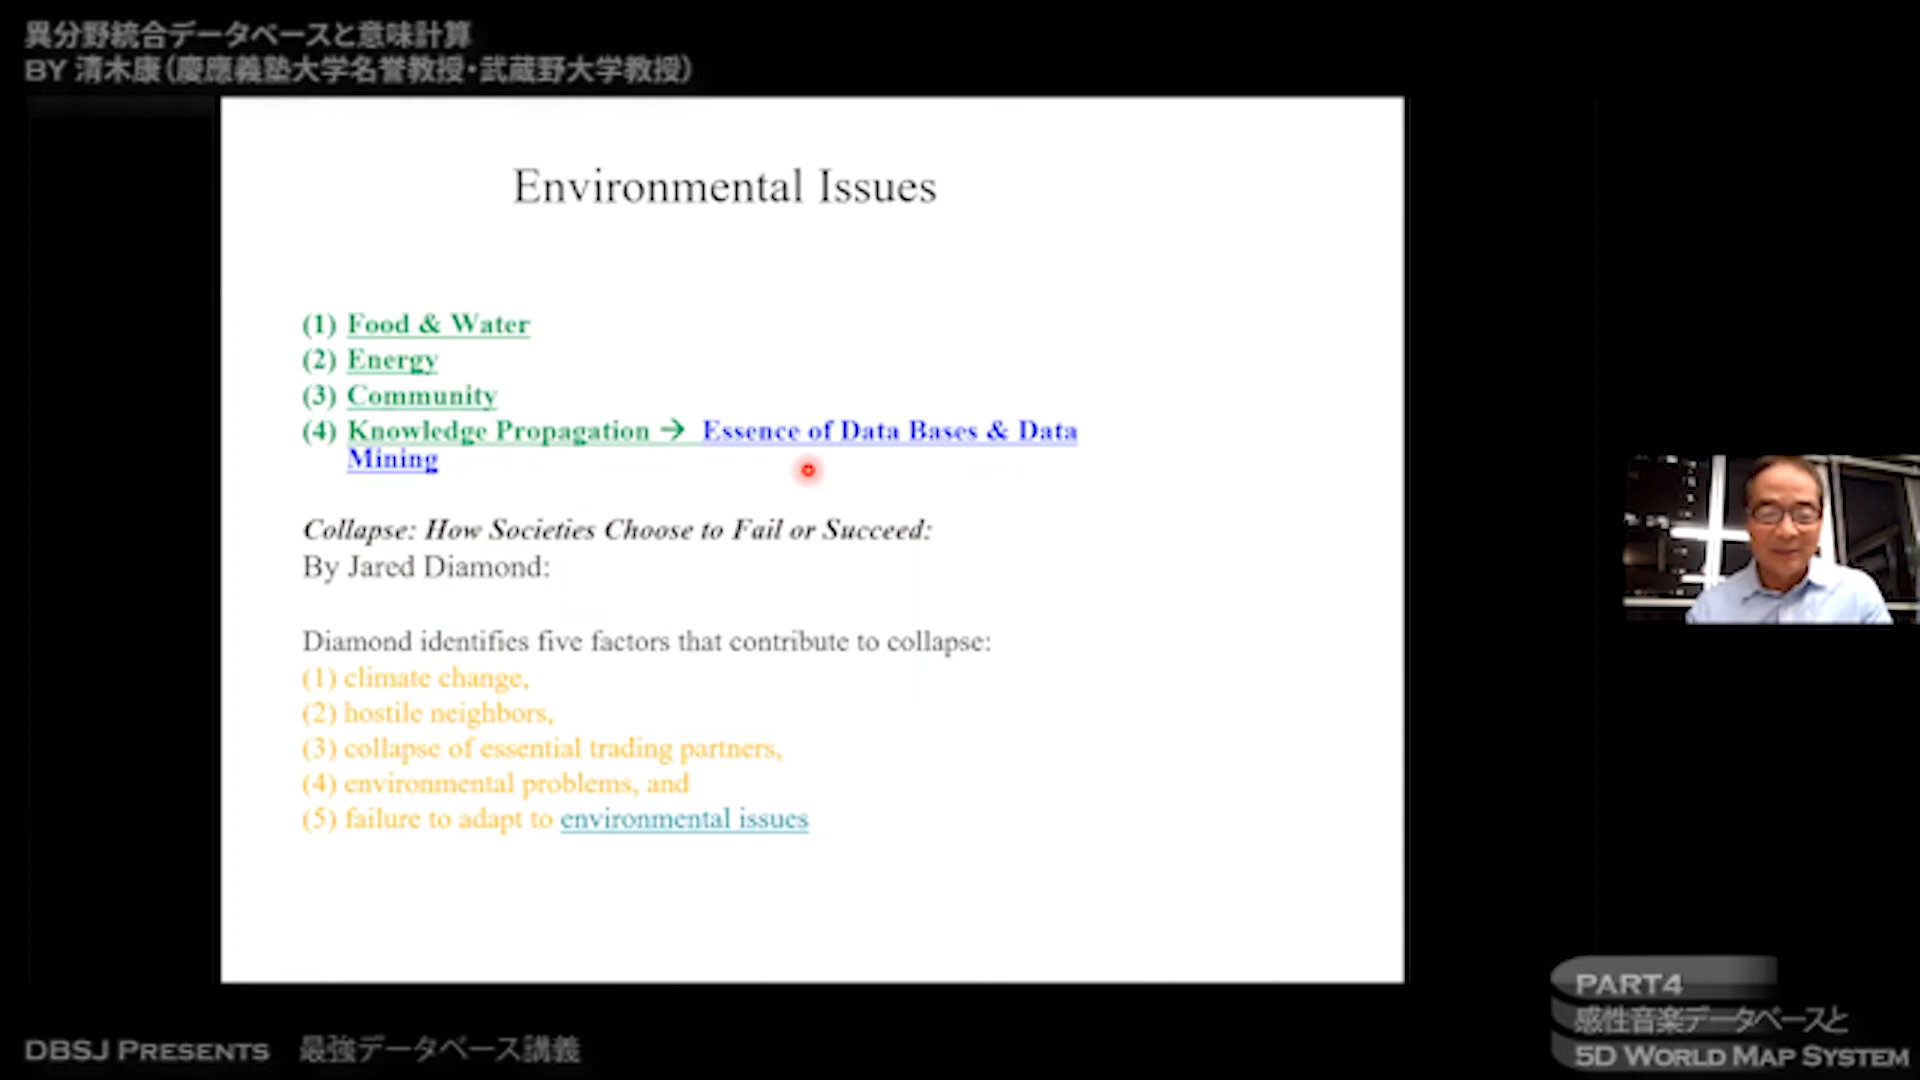 異分野統合データベースと意味計算
BY 清木康（慶應義塾大学名誉教授・武蔵野大学教授）
Environmental Issues
(1) Food & Water
(2) Energy
(3) Community
(4) Knowledge Propagation → Essence of Data Bases & Data
Mining
Collapse: How Societies Choose to Fail or Succeed:
By Jared Diamond:
Diamond identifies five factors that contribute to collapse:
(1) climate change,
(2) hostile neighbors,
(3) collapse of essential trading partners,
(4) environmental problems, and
(5) failure to adapt to environmental issues
PART4
感性音楽データベースと
5D WORLD MAP SYSTEM
DBSJ PRESENTS 最強データベース講義